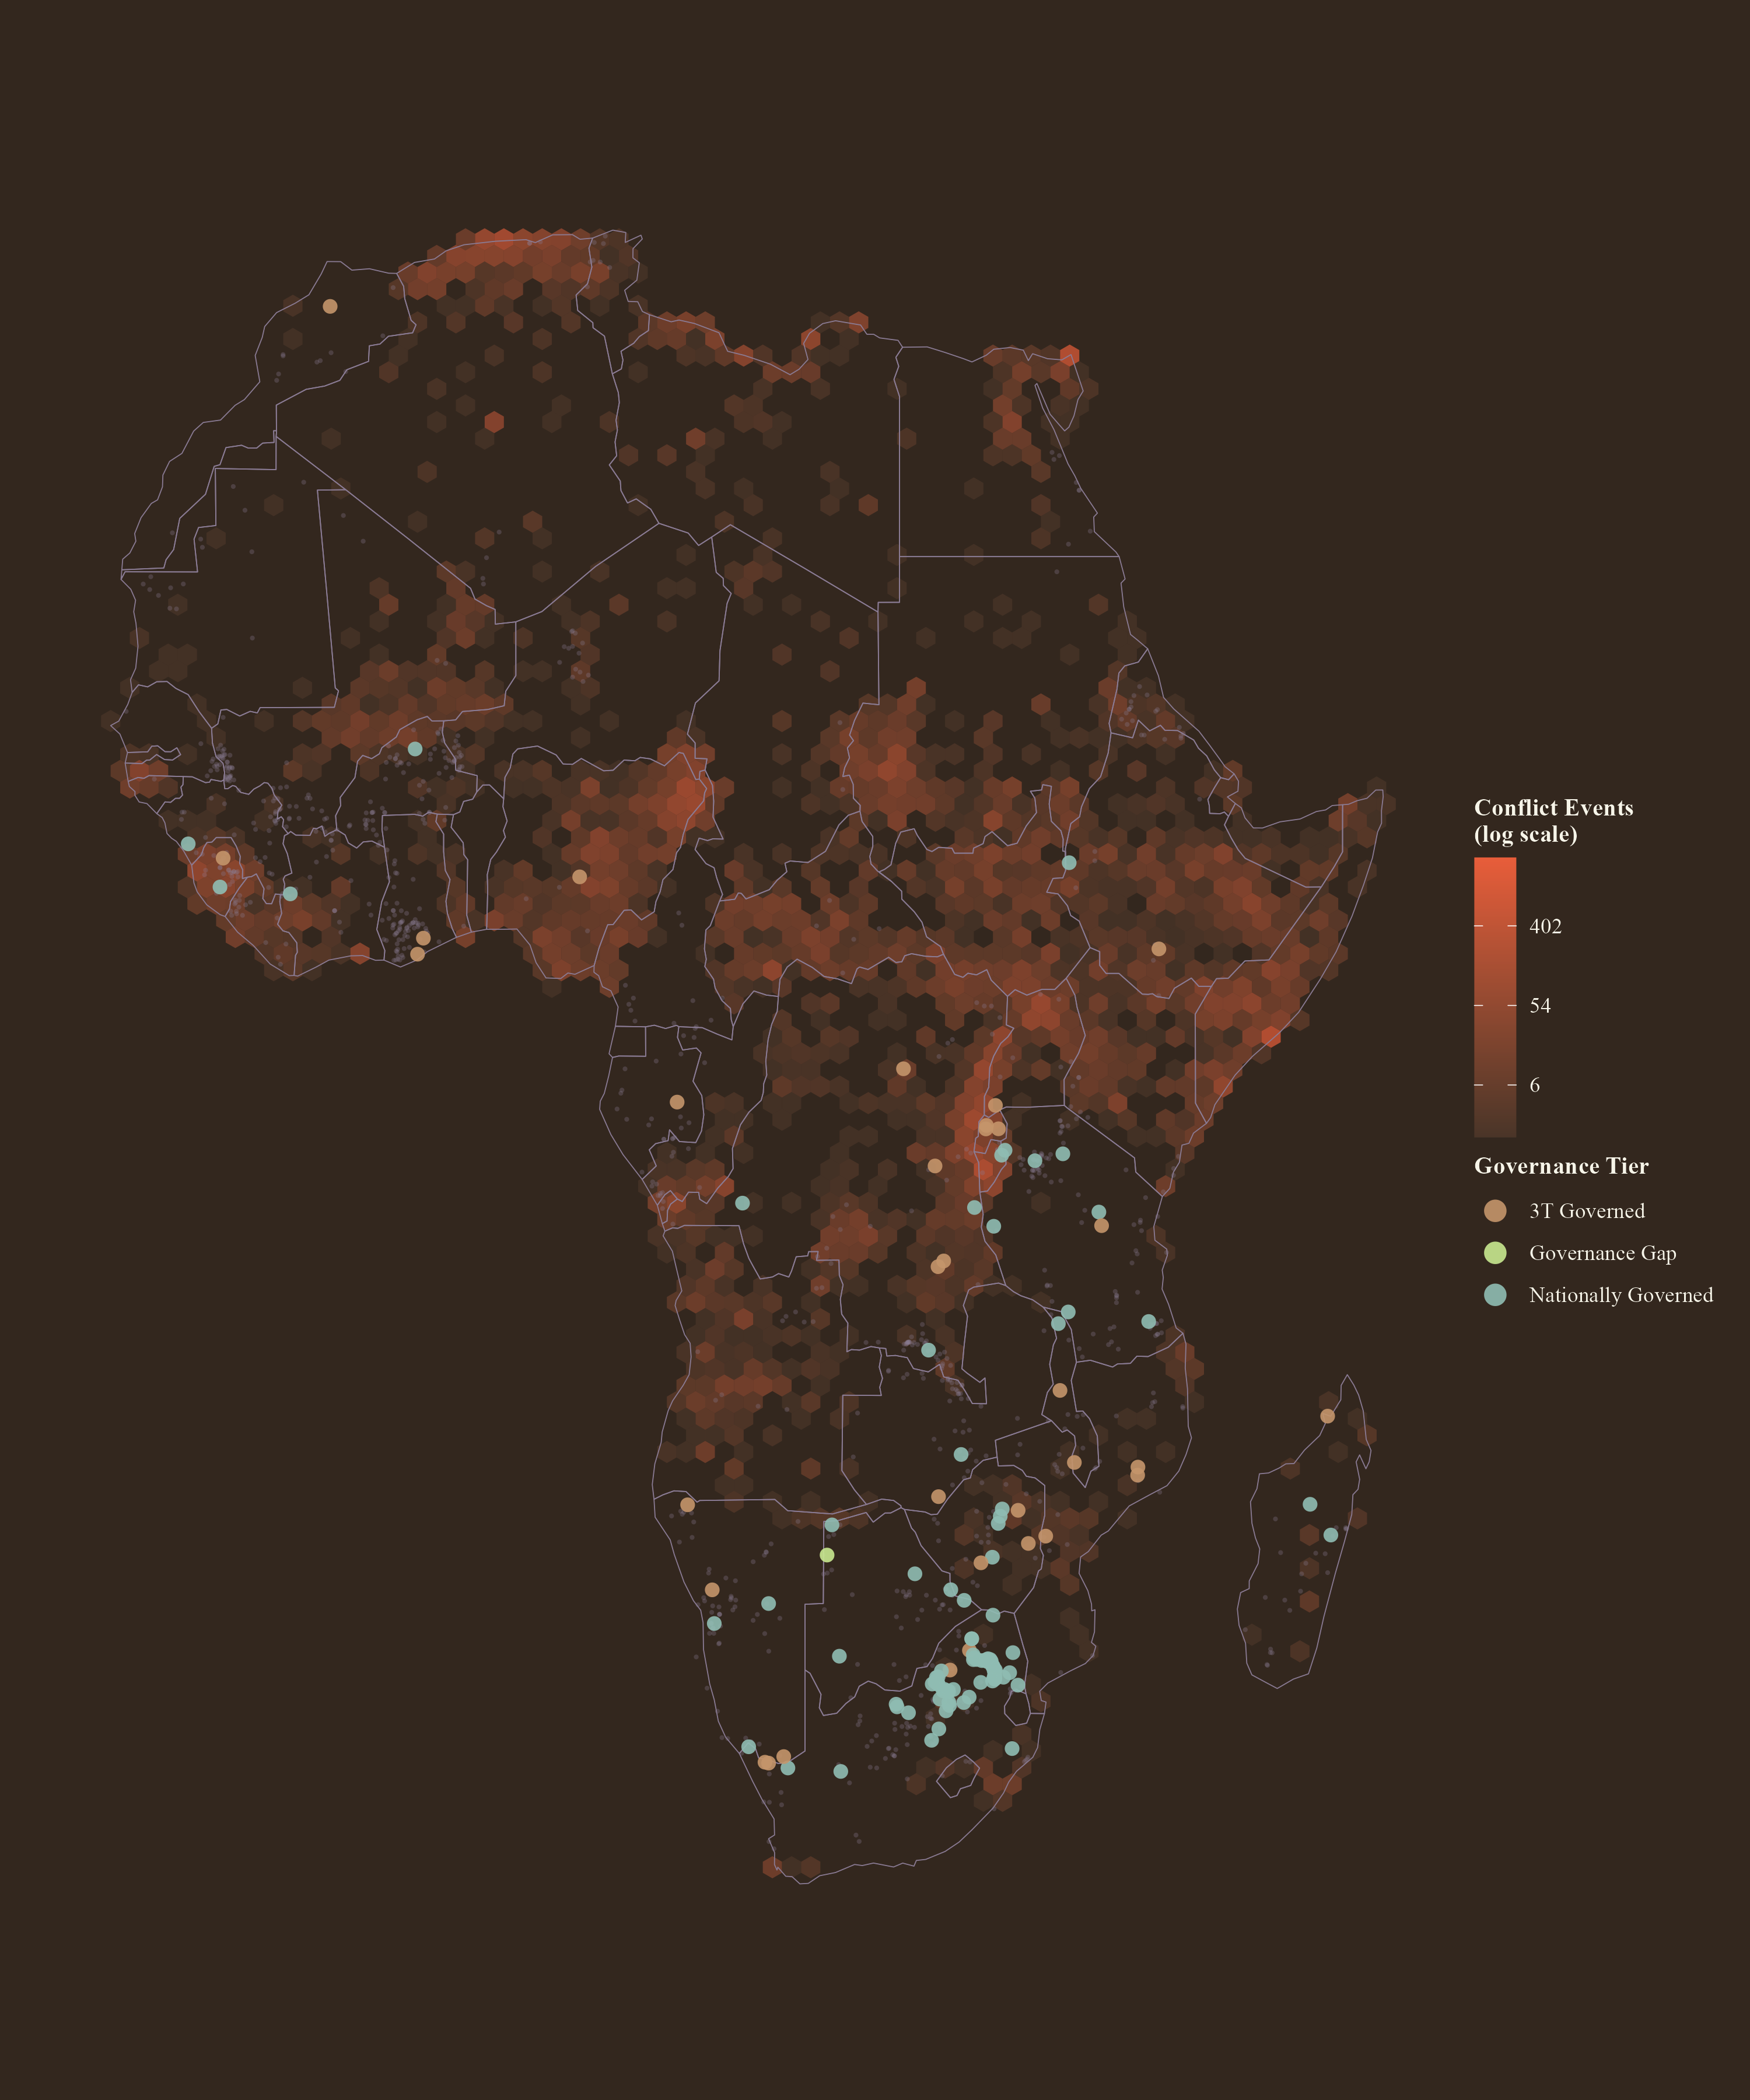 Conflict Events
(log scale)
402
54
6
Governance Tier
3T Governed
Governance Gap
Nationally Governed